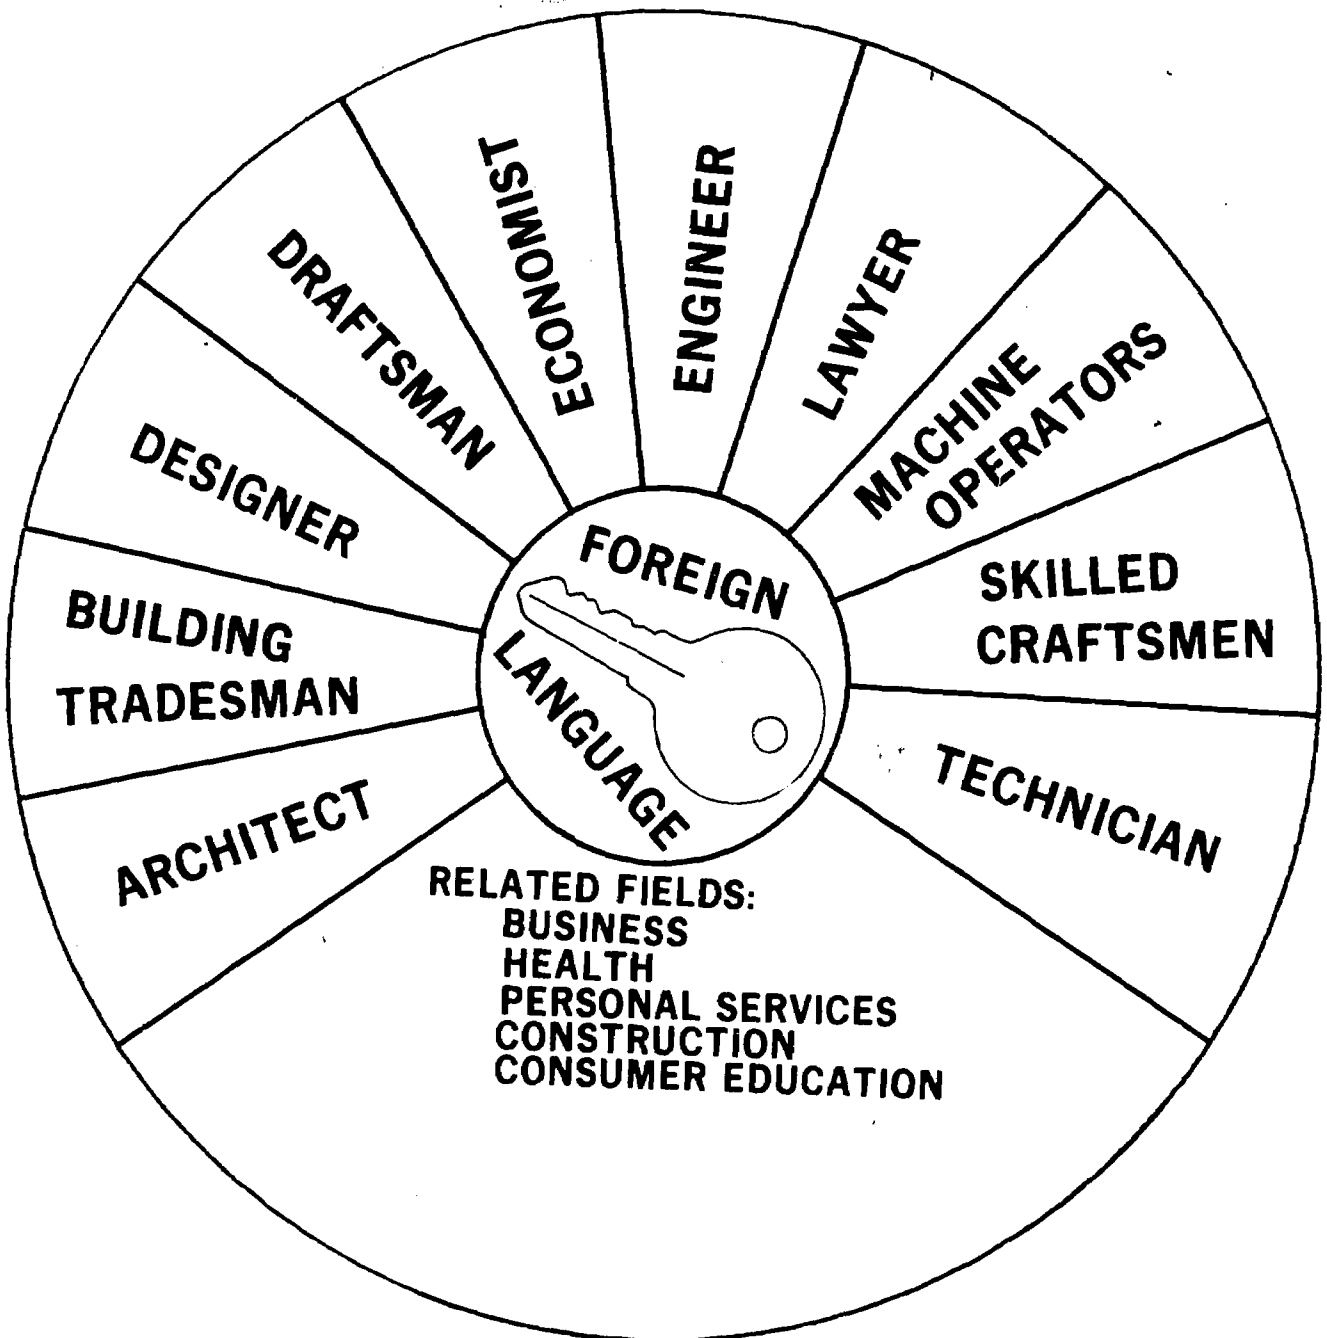 ARCHITECT
BUILDING
TRADESMAN
DESIGNER
DRAFTSMAN
ECONOMIST
ENGINEER
LAWYER
MACHINE
OPERATORS
SKILLED
CRAFTSMEN
TECHNICIAN
FOREIGN
LANGUAGE
RELATED FIELDS:
BUSINESS
HEALTH
PERSONAL SERVICES
CONSTRUCTION
CONSUMER EDUCATION